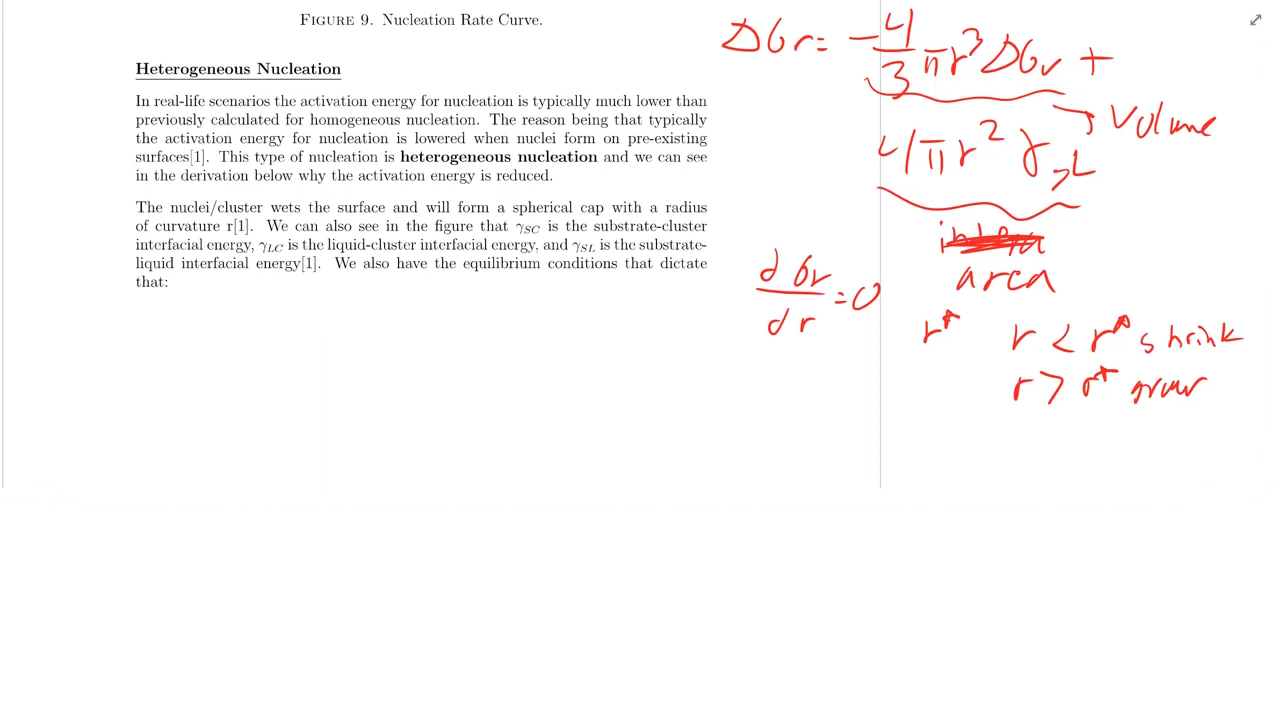 FIGURE 9. Nucleation Rate Curve.
Heterogeneous Nucleation
In real-life scenarios the activation energy for nucleation is typically much lower than
previously calculated for homogeneous nucleation. The reason being that typically
the activation energy for nucleation is lowered when nuclei form on pre-existing
surfaces[1]. This type of nucleation is heterogeneous nucleation and we can see
in the derivation below why the activation energy is reduced.
The nuclei/cluster wets the surface and will form a spherical cap with a radius
of curvature r[1]. We can also see in the figure that γ_SC is the substrate-cluster
interfacial energy, γ_LC is the liquid-cluster interfacial energy, and γ_SL is the substrate-
liquid interfacial energy[1]. We also have the equilibrium conditions that dictate
that:
ΔGr = -4/3 πr³ ΔGv +
Volume
4πr² γ_SL
area
dGr/dr = 0
r*
r < r* shrink
r > r* grow